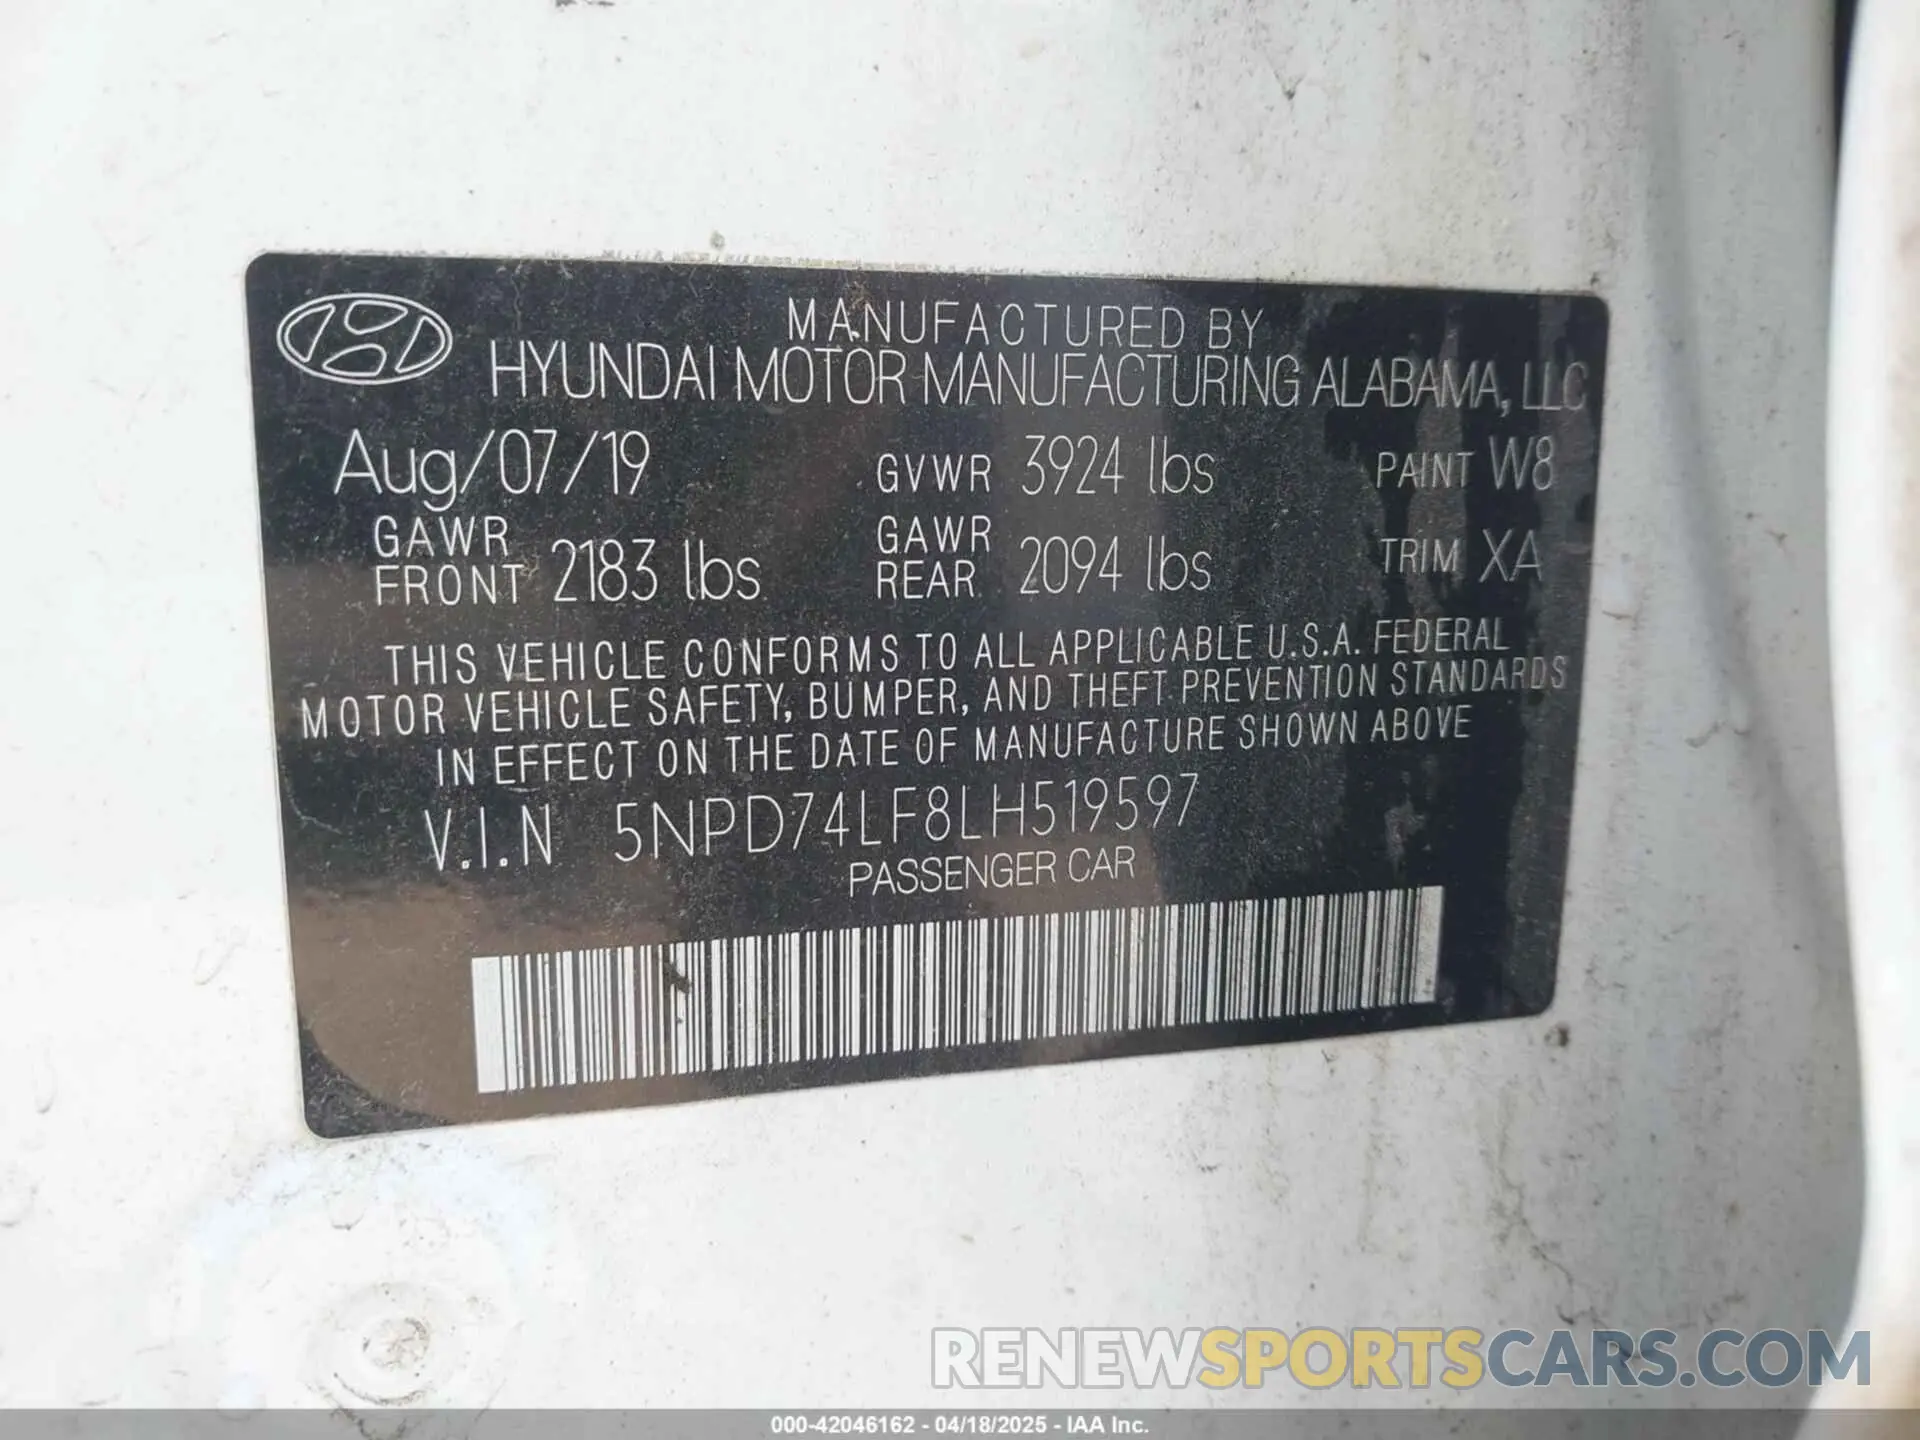 MANUFACTURED BY
HYUNDAI MOTOR MANUFACTURING ALABAMA, LLC
Aug/07/19 GVWR 3924 lbs PAINT W8
GAWR FRONT 2183 lbs GAWR REAR 2094 lbs TRIM XA
THIS VEHICLE CONFORMS TO ALL APPLICABLE U.S.A. FEDERAL
MOTOR VEHICLE SAFETY, BUMPER, AND THEFT PREVENTION STANDARDS
IN EFFECT ON THE DATE OF MANUFACTURE SHOWN ABOVE
V.I.N 5NPD74LF8LH519597
PASSENGER CAR
RENEWSPORTSCARS.COM
000-42046162 - 04/18/2025 - IAA Inc.